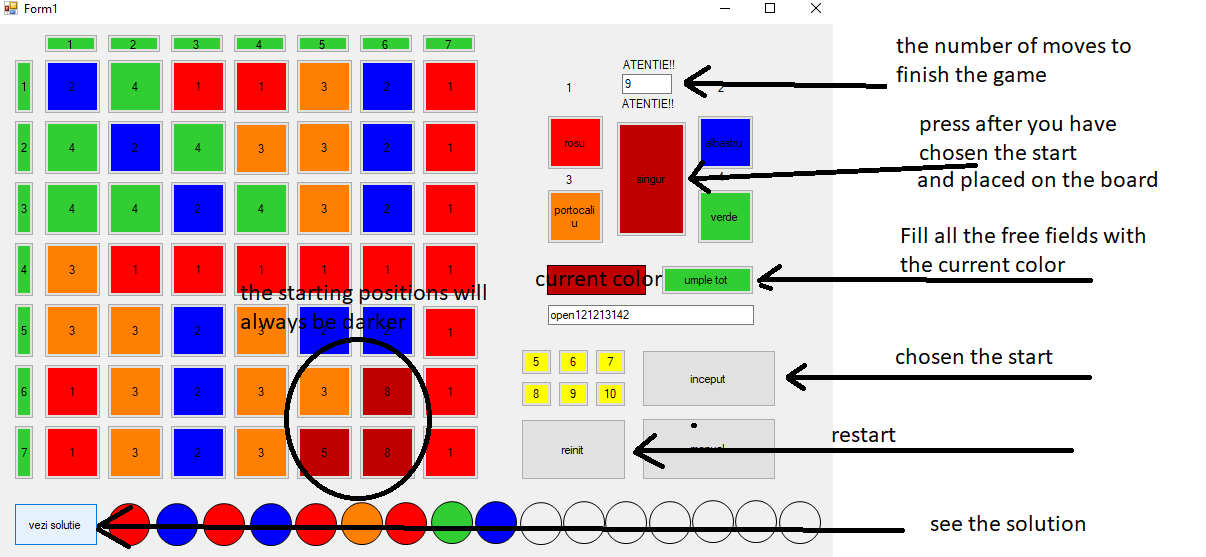 Form1
1 2 3 4 5 6 7
1 2 4 1 1 3 2 1
2 4 2 4 3 3 2 1
3 4 4 2 4 3 2 1
4 3 1 1 1 1 1 1
5 3 3 2 3 2 2 1
6 1 3 2 3 3 8 1
7 1 3 2 3 5 8 1
the starting positions will
always be darker
vezi solutie
ATENTIE!!
1 9 2
ATENTIE!!
rosu
albastru
3
singur
4
portocali
u
verde
current color
umple tot
open121213142
5 6 7
8 9 10
inceput
reinit
manual
the number of moves to
finish the game
press after you have
chosen the start
and placed on the board
Fill all the free fields with
the current color
chosen the start
restart
see the solution